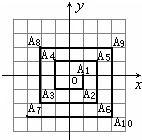 y
A₈ A₉
A₄ A₅
A₁
O x
A₃ A₂
A₇ A₆
A₁₀